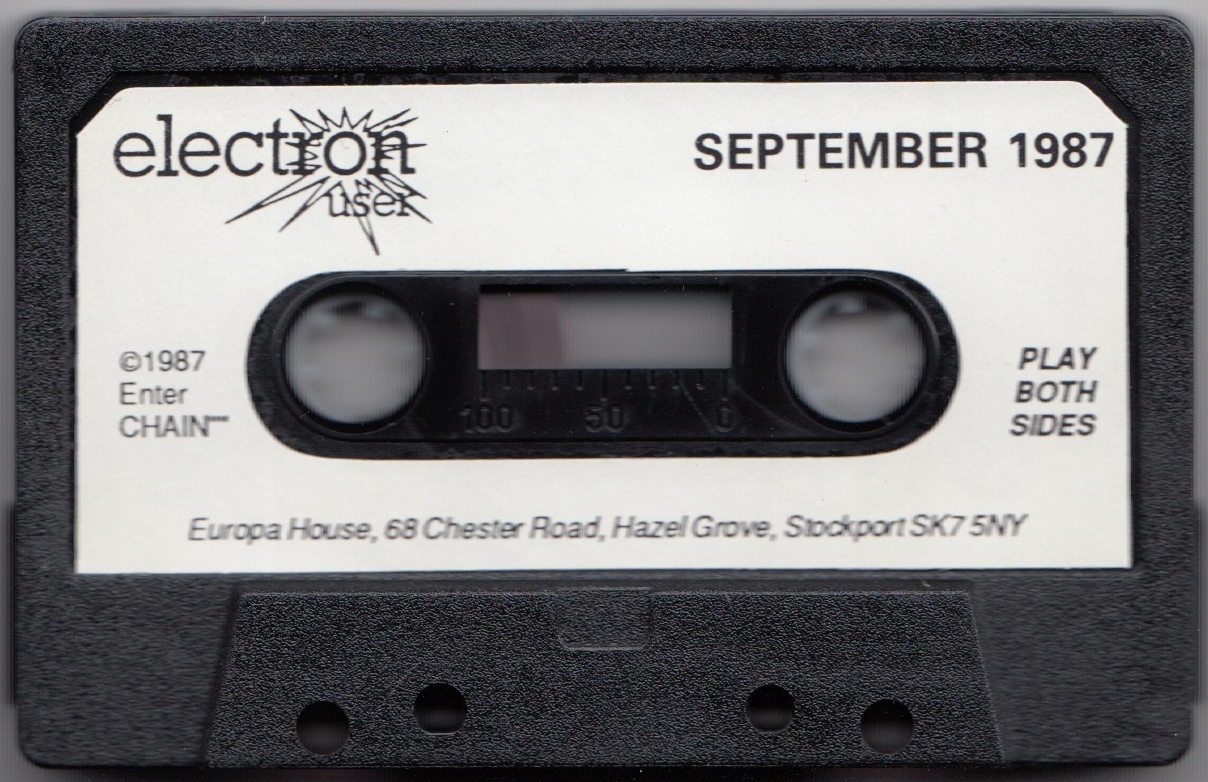 electron
user
SEPTEMBER 1987
©1987
Enter
CHAIN""
PLAY
BOTH
SIDES
100 50 0
Europa House, 68 Chester Road, Hazel Grove, Stockport SK7 5NY